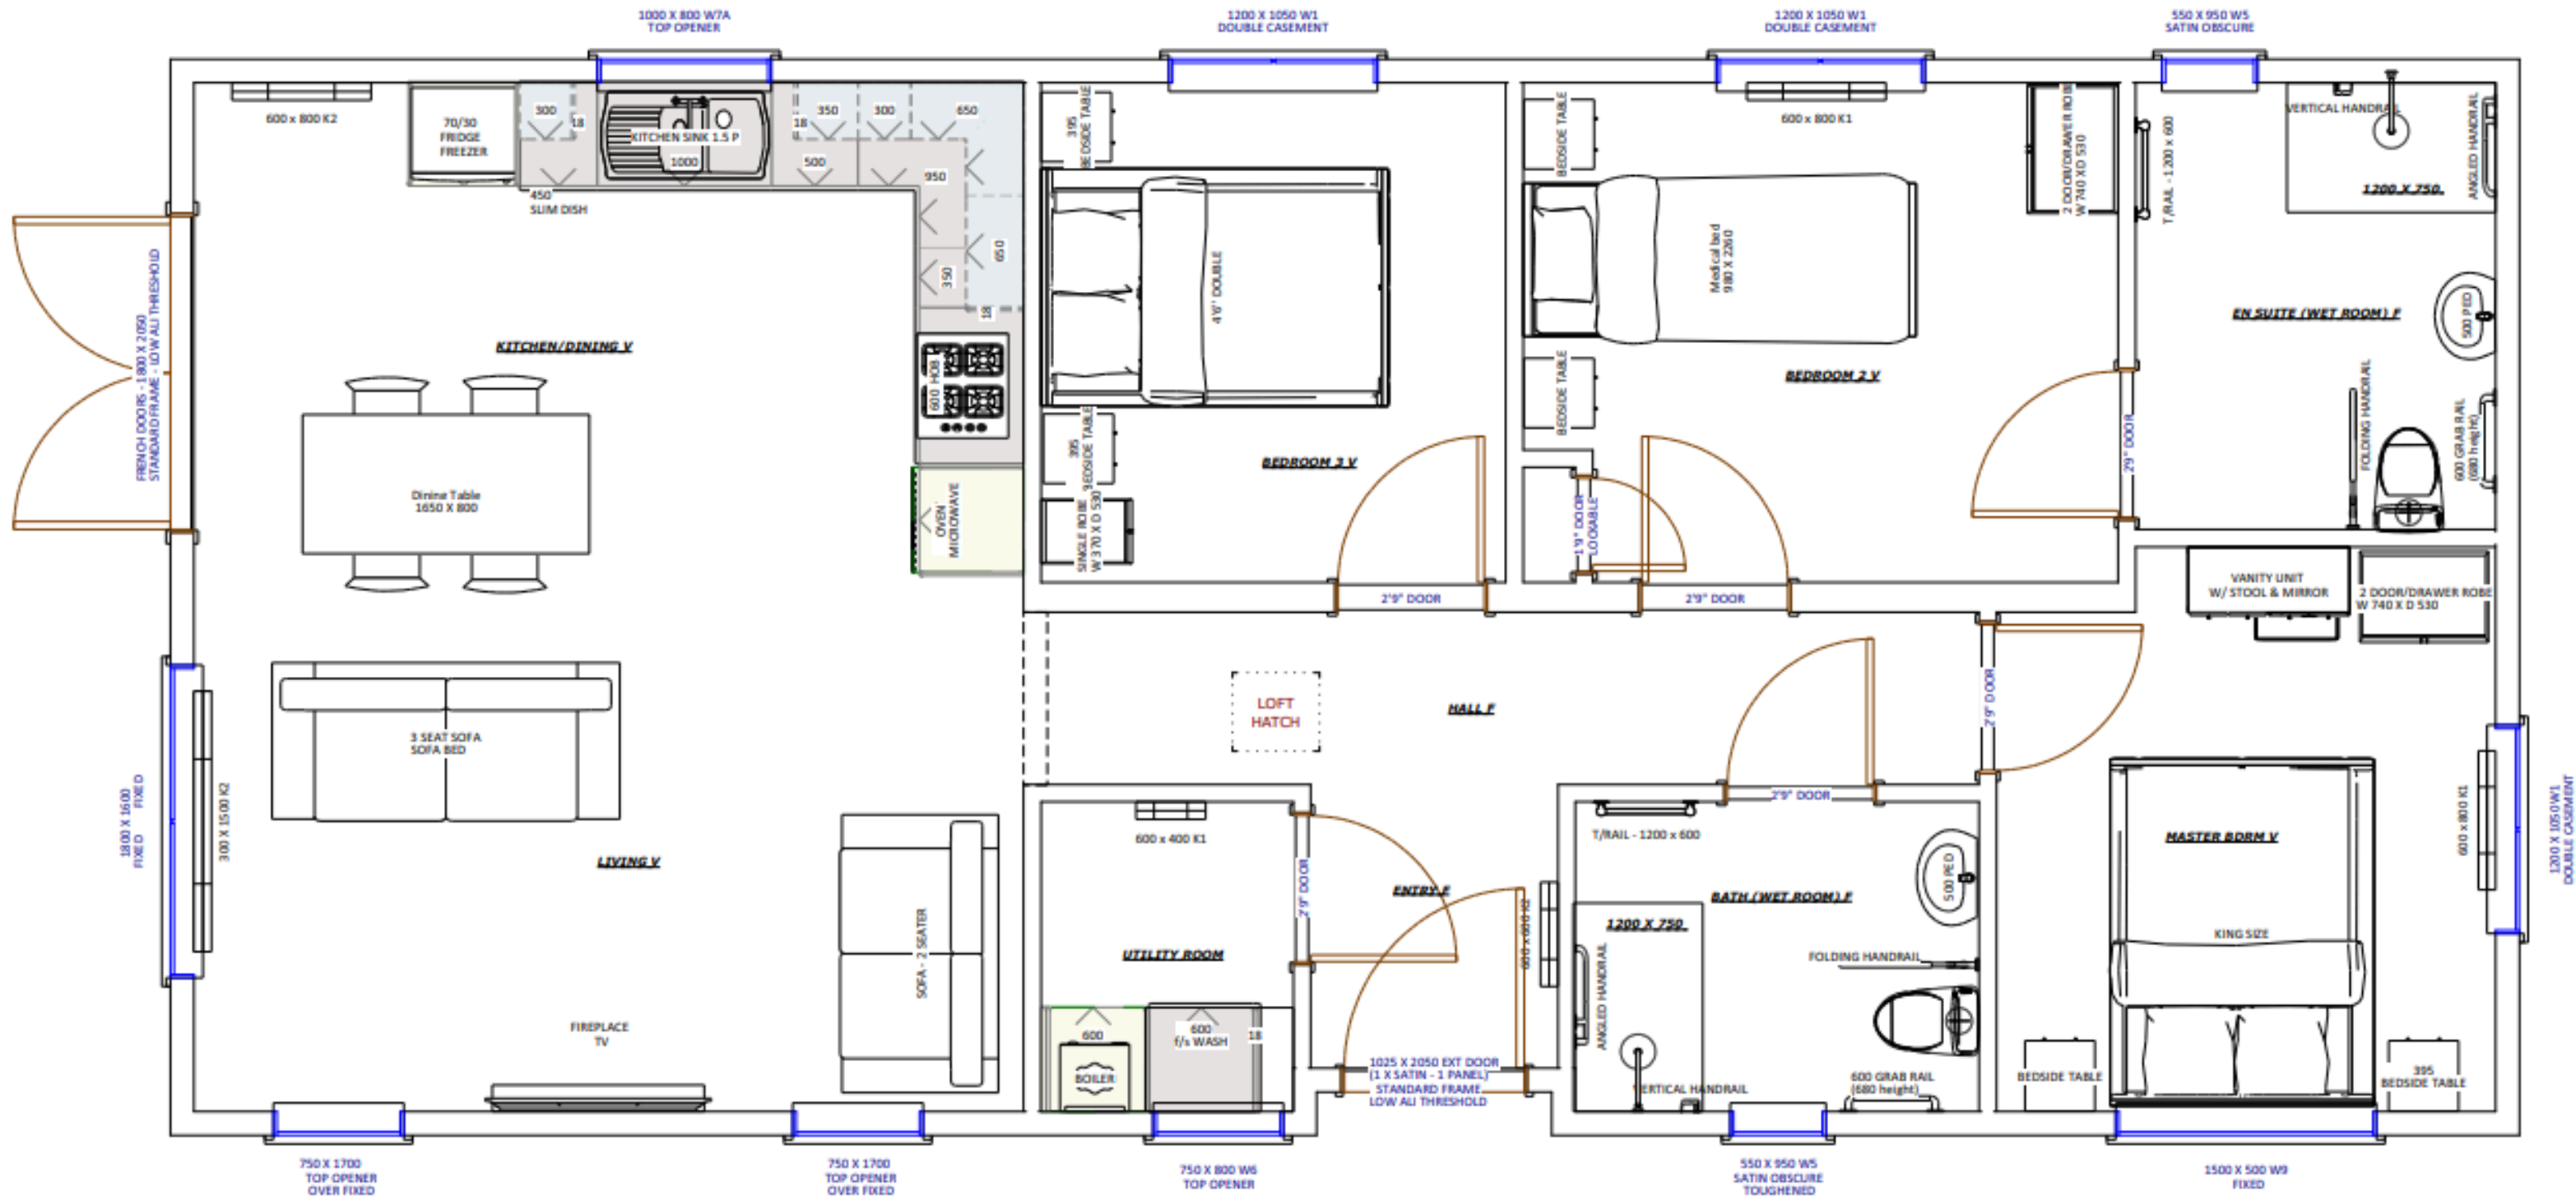 1000 X 800 W7A
TOP OPENER
1200 X 1050 W1
DOUBLE CASEMENT
1200 X 1050 W1
DOUBLE CASEMENT
550 X 950 W5
SATIN OBSCURE
600 x 800 K2
70/30
FRIDGE
FREEZER
300
18
KITCHEN SINK 1.5 P
1000
18
350
300
650
500
950
450
SLIM DISH
650
350
18
600 HOB
OVEN
MICROWAVE
KITCHEN/DINING V
FRENCH DOORS - 1800 X 2050
STANDARD FRAME - LOW ALI THRESHOLD
Dining Table
1650 X 800
395
BEDSIDE TABLE
4'6" DOUBLE
395
BEDSIDE TABLE
SINGLE ROBE
W 370 X D 530
BEDROOM 3 V
2'9" DOOR
BEDSIDE TABLE
600 x 800 K1
Medical bed
980 X 2260
BEDSIDE TABLE
BEDROOM 2 V
2 DOOR/DRAWER ROBE
W 740 X D 530
1'9" DOOR
LOCKABLE
2'9" DOOR
2'9" DOOR
T/RAIL - 1200 x 600
VERTICAL HANDRAIL
ANGLED HANDRAIL
1200 X 750
EN SUITE (WET ROOM) F
500 PED
FOLDING HANDRAIL
600 GRAB RAIL
(680 height)
VANITY UNIT
W/ STOOL & MIRROR
2 DOOR/DRAWER ROBE
W 740 X D 530
LOFT
HATCH
HALL F
2'9" DOOR
2'9" DOOR
3 SEAT SOFA
SOFA BED
1800 X 1600
FIXED FIXED
300 X 1500 K2
LIVING V
SOFA - 2 SEATER
FIREPLACE
TV
600 x 400 K1
2'9" DOOR
UTILITY ROOM
600
BOILER
600
f/s WASH
18
ENTRY F
600 x 600 K2
1025 X 2050 EXT DOOR
(1 X SATIN - 1 PANEL)
STANDARD FRAME
LOW ALI THRESHOLD
T/RAIL - 1200 x 600
BATH (WET ROOM) F
1200 X 750
500 PED
FOLDING HANDRAIL
ANGLED HANDRAIL
VERTICAL HANDRAIL
600 GRAB RAIL
(680 height)
MASTER BDRM V
KING SIZE
BEDSIDE TABLE
395
BEDSIDE TABLE
600 x 800 K1
1200 X 1050 W1
DOUBLE CASEMENT
750 X 1700
TOP OPENER
OVER FIXED
750 X 1700
TOP OPENER
OVER FIXED
750 X 800 W6
TOP OPENER
550 X 950 W5
SATIN OBSCURE
TOUGHENED
1500 X 500 W9
FIXED